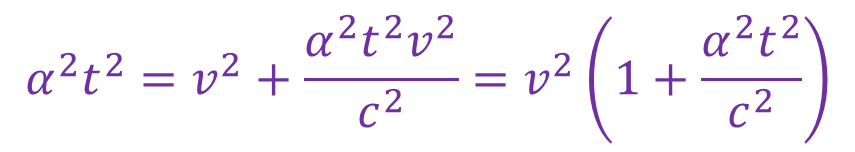 α²t² = v² + α²t²v²/c² = v² (1 + α²t²/c²)